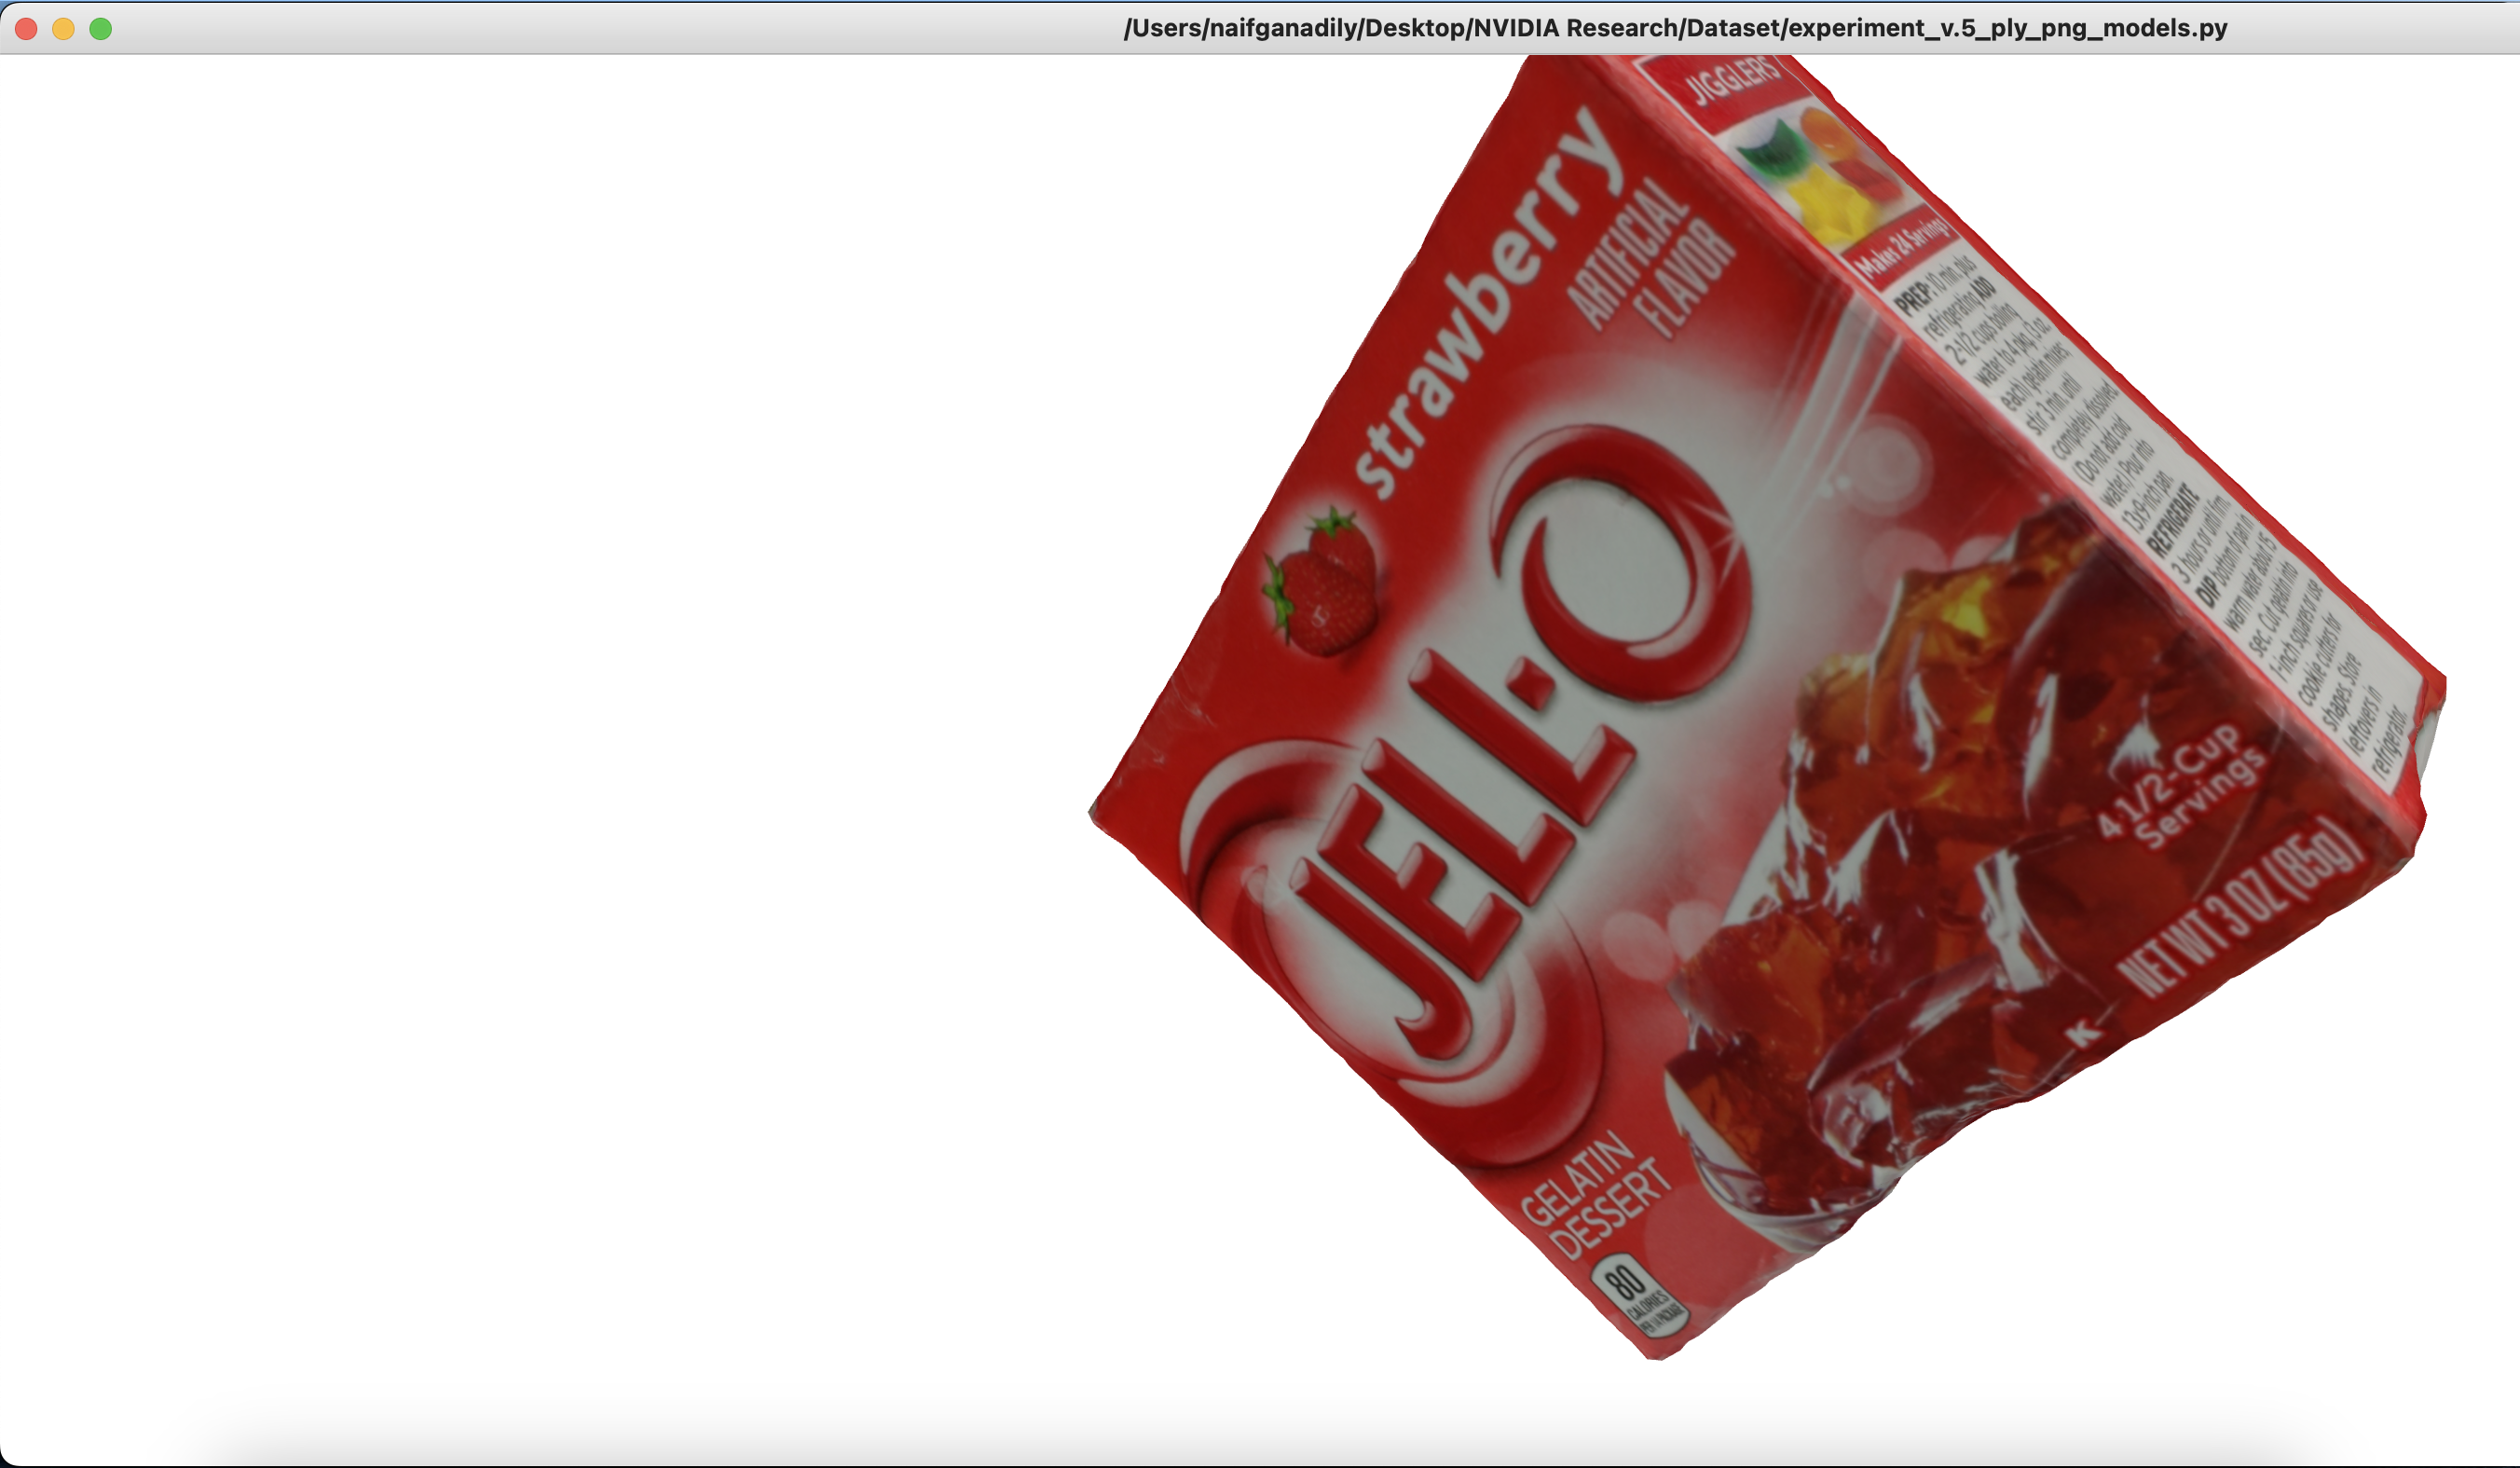 /Users/naifganadily/Desktop/NVIDIA Research/Dataset/experiment_v.5_ply_png_models.py
JIGGLERS
Makes 24 Servings
PREP: 10 min. plus
refrigerating ADD
2-1/2 cups boiling
water to 4 pkg. (3 oz.
each) gelatin mixes;
stir 3 min. until
completely dissolved.
(Do not add cold
water.) Pour into
13x9-inch pan.
REFRIGERATE
3 hours or until firm.
DIP bottom of pan in
warm water about 15
sec. Cut gelatin into
1-inch squares or use
cookie cutters for
shapes. Store
leftovers in
refrigerator.
strawberry
ARTIFICIAL
FLAVOR
JELL-O
4 1/2-Cup
Servings
NET WT 3 OZ (85g)
K
GELATIN
DESSERT
80
CALORIES
PER 1/4 PACKAGE